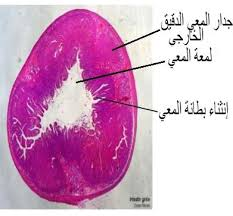 جدار المعي الدقيق
الخارجي
لمعة المعي
إنثناء بطانة المعي